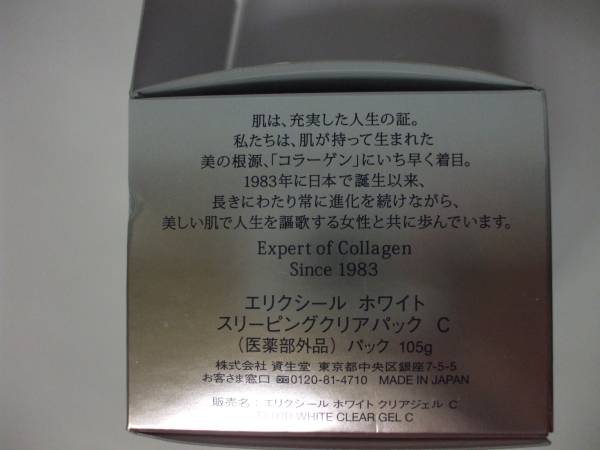 肌は、充実した人生の証。
私たちは、肌が持って生まれた
美の根源、「コラーゲン」にいち早く着目。
1983年に日本で誕生以来、
長きにわたり常に進化を続けながら、
美しい肌で人生を謳歌する女性と共に歩んでいます。
Expert of Collagen
Since 1983
エリクシール ホワイト
スリーピングクリアパック C
（医薬部外品）パック 105g
株式会社 資生堂 東京都中央区銀座7-5-5
お客さま窓口 ☎0120-81-4710 MADE IN JAPAN
販売名：エリクシール ホワイト クリアジェル C
WHITE CLEAR GEL C